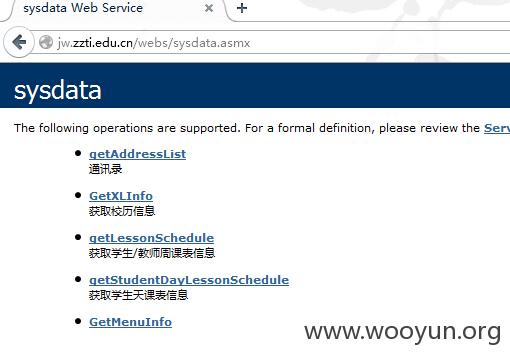 sysdata Web Service
jw.zzti.edu.cn/webs/sysdata.asmx
sysdata
The following operations are supported. For a formal definition, please review the Serv
getAddressList
通讯录
GetXLInfo
获取校历信息
getLessonSchedule
获取学生/教师周课表信息
getStudentDayLessonSchedule
获取学生天课表信息
GetMenuInfo
www.wooyun.org